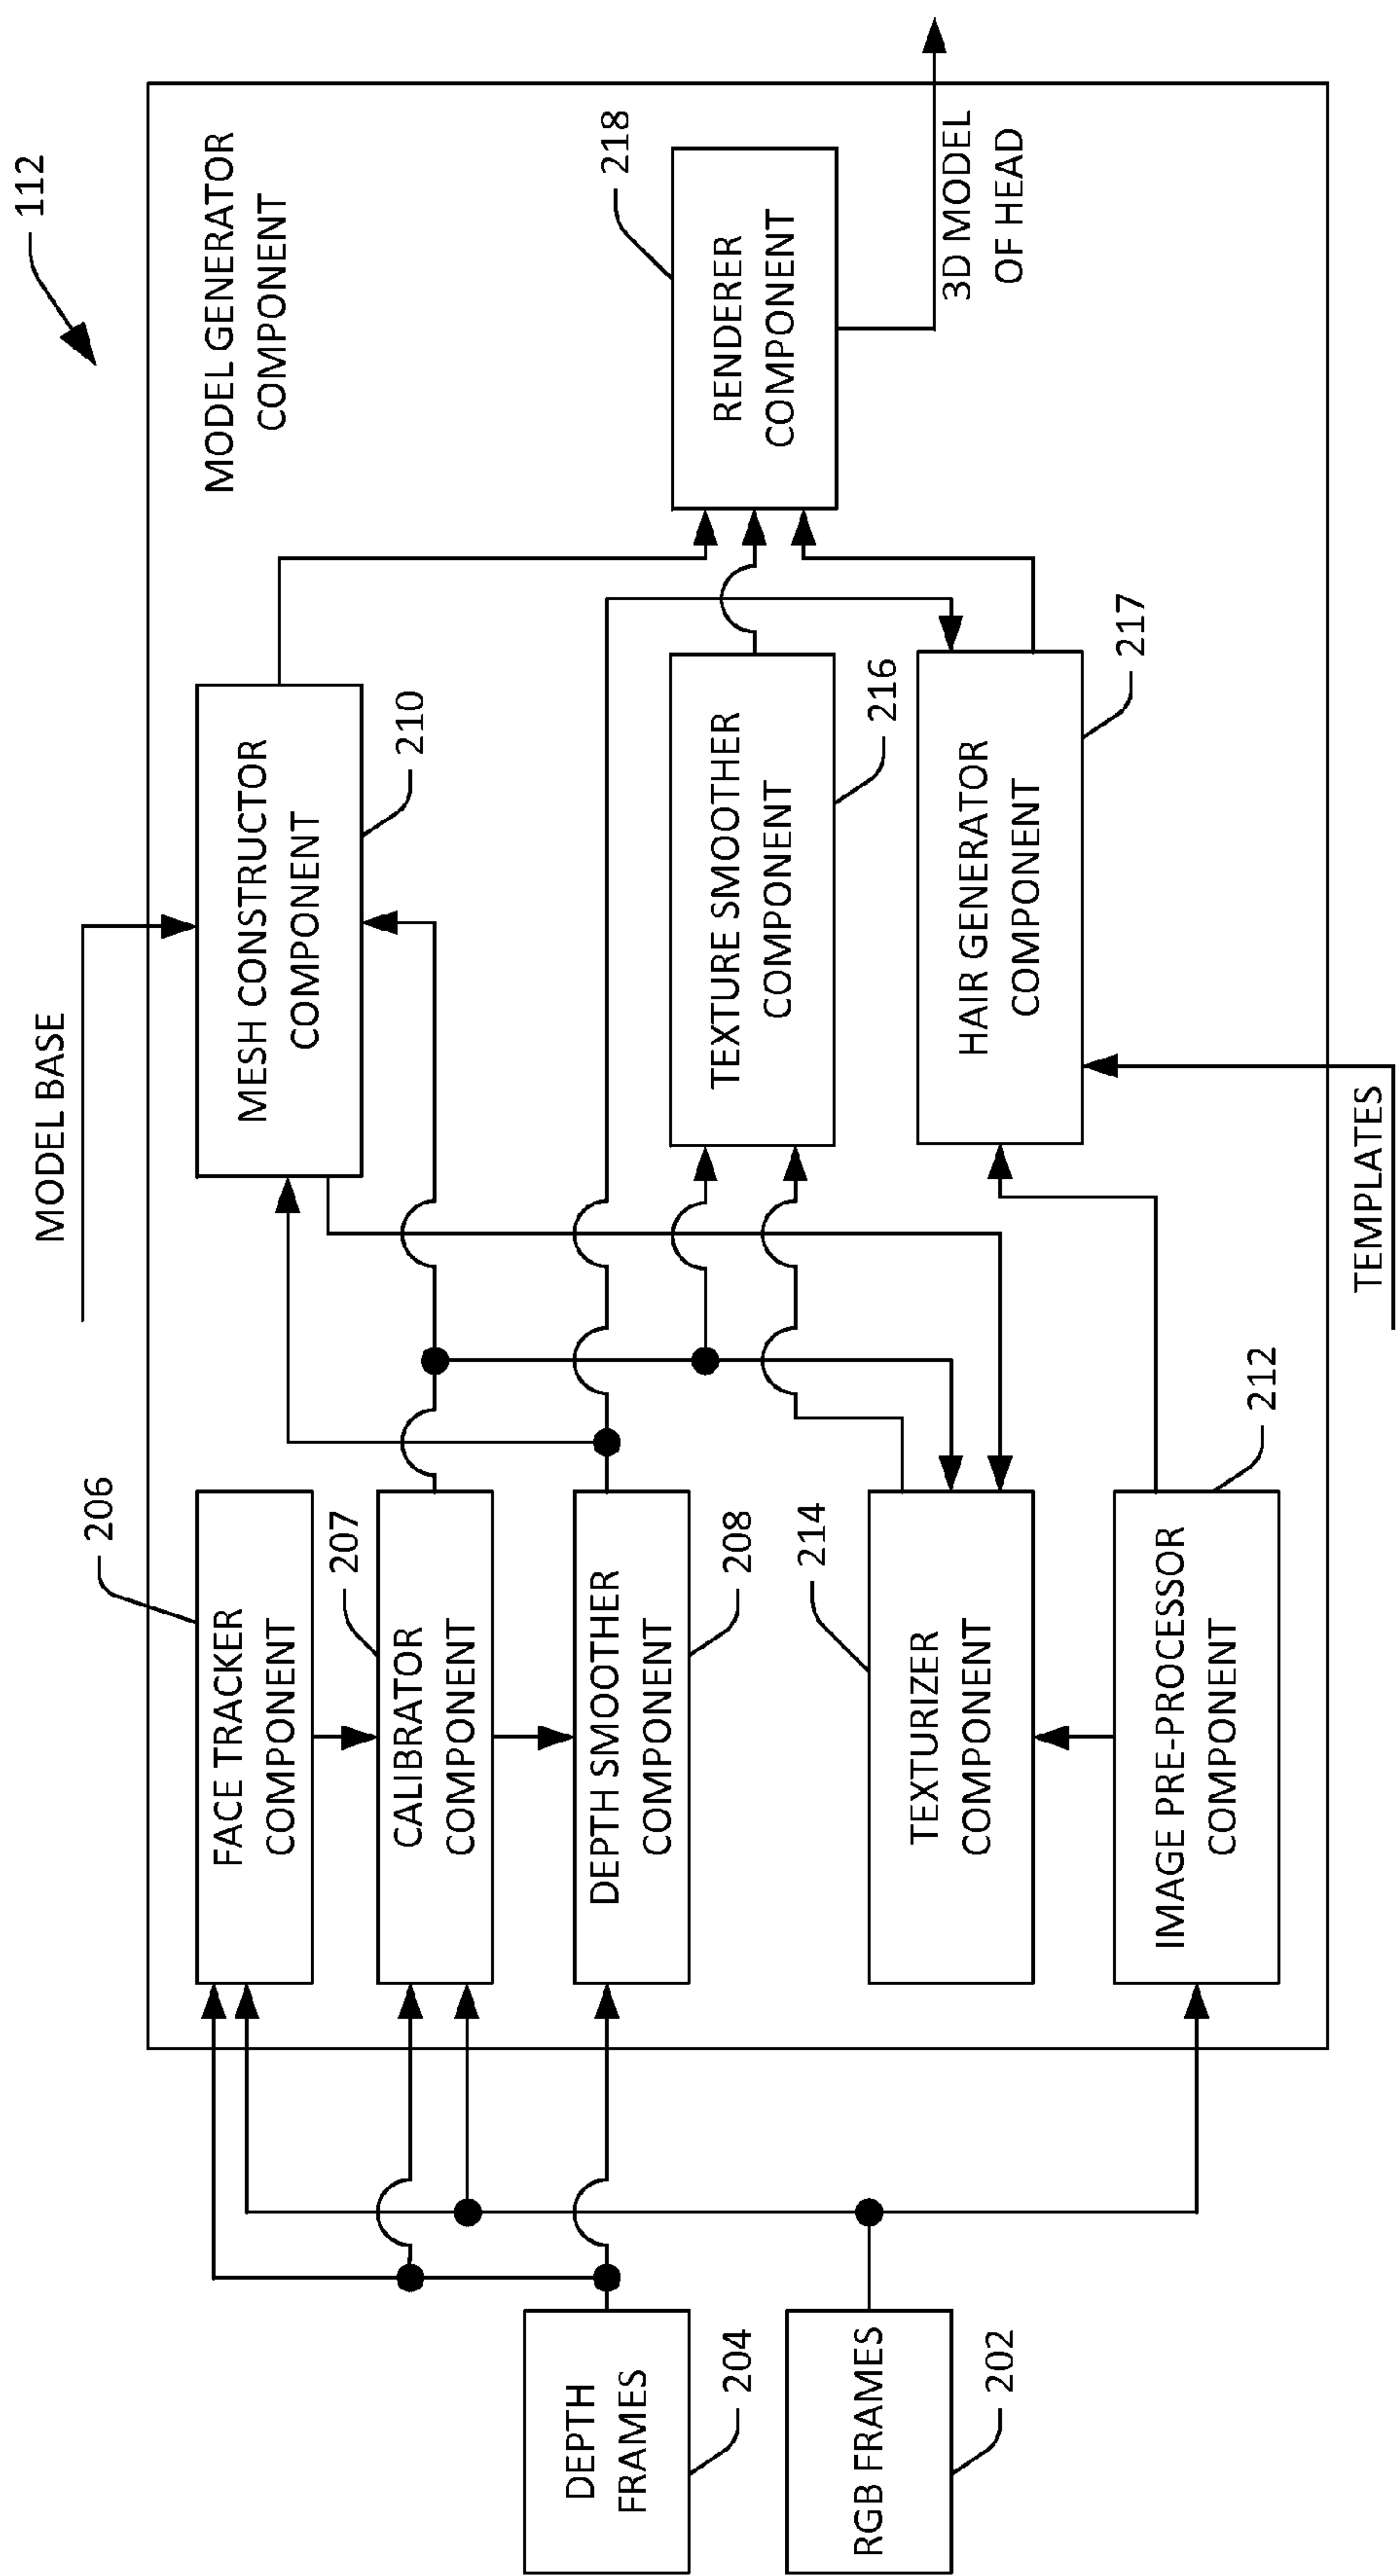 112
MODEL GENERATOR
COMPONENT
MODEL BASE
MESH CONSTRUCTOR
COMPONENT
210
206
FACE TRACKER
COMPONENT
207
CALIBRATOR
COMPONENT
DEPTH SMOOTHER
COMPONENT
208
DEPTH
FRAMES
204
RGB FRAMES
202
214
TEXTURIZER
COMPONENT
IMAGE PRE-PROCESSOR
COMPONENT
212
TEXTURE SMOOTHER
COMPONENT
216
HAIR GENERATOR
COMPONENT
217
TEMPLATES
218
RENDERER
COMPONENT
3D MODEL
OF HEAD